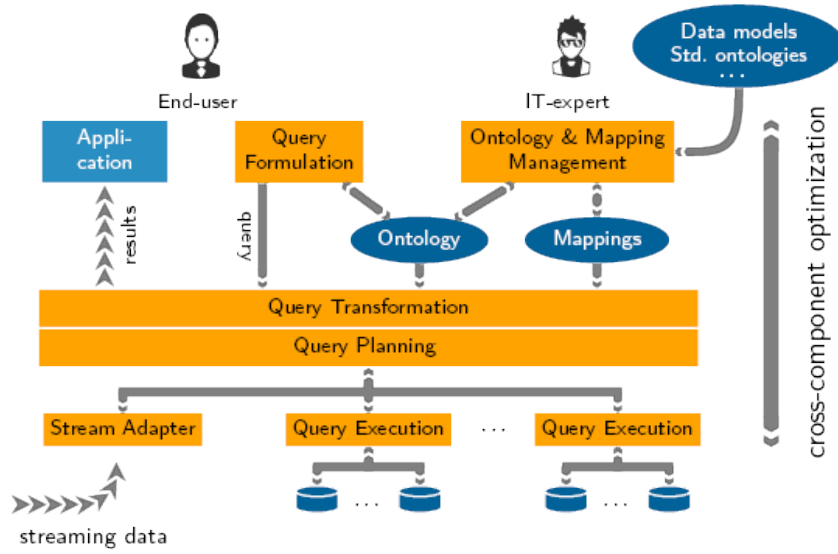 Data models
Std. ontologies
...
End-user
IT-expert
Appli-
cation
Query
Formulation
Ontology & Mapping
Management
results
query
Ontology
Mappings
cross-component optimization
Query Transformation
Query Planning
Stream Adapter
Query Execution
...
Query Execution
...
...
streaming data